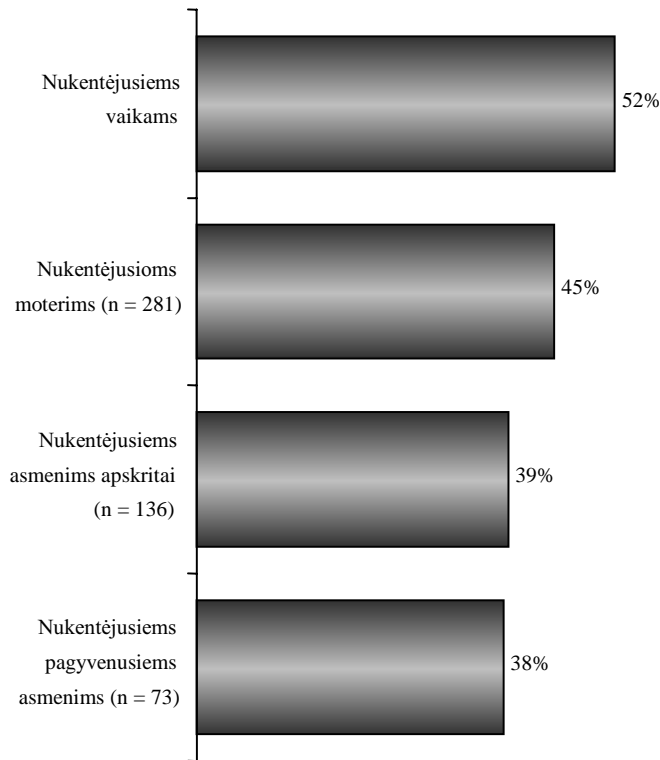 Nukentėjusiems
vaikams
52%
Nukentėjusioms
moterims (n = 281)
45%
Nukentėjusiems
asmenims apskritai
(n = 136)
39%
Nukentėjusiems
pagyvenusiems
asmenims (n = 73)
38%